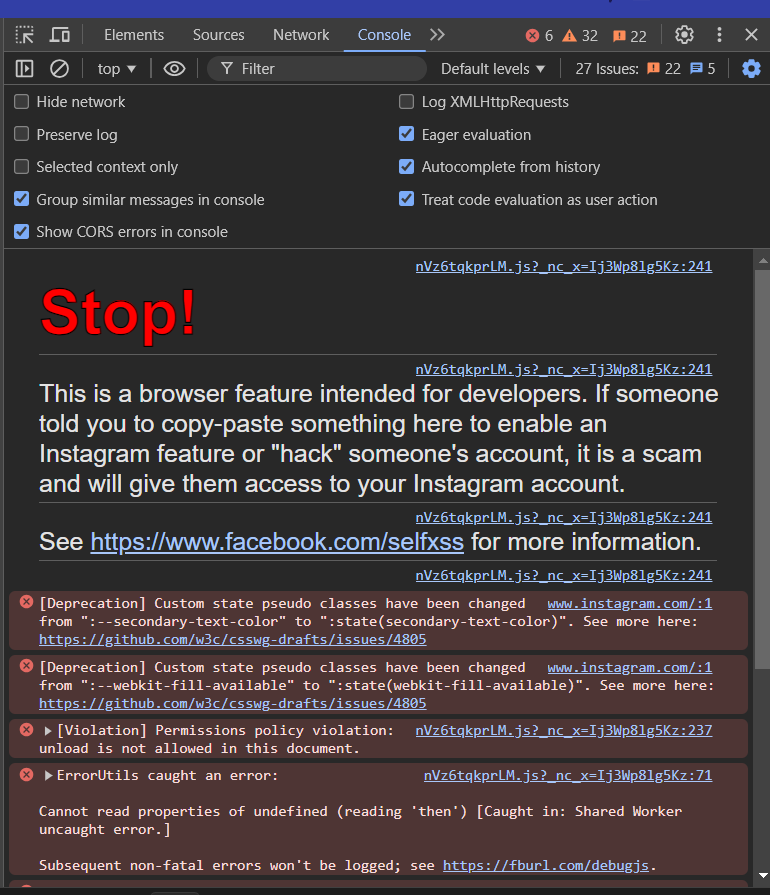 Elements Sources Network Console 6 32 22
top Filter Default levels 27 Issues: 22 5
Hide network Log XMLHttpRequests
Preserve log Eager evaluation
Selected context only Autocomplete from history
Group similar messages in console Treat code evaluation as user action
Show CORS errors in console
nVz6tqkprLM.js?_nc_x=Ij3Wp8lg5Kz:241
Stop!
nVz6tqkprLM.js?_nc_x=Ij3Wp8lg5Kz:241
This is a browser feature intended for developers. If someone
told you to copy-paste something here to enable an
Instagram feature or "hack" someone's account, it is a scam
and will give them access to your Instagram account.
nVz6tqkprLM.js?_nc_x=Ij3Wp8lg5Kz:241
See https://www.facebook.com/selfxss for more information.
nVz6tqkprLM.js?_nc_x=Ij3Wp8lg5Kz:241
[Deprecation] Custom state pseudo classes have been changed www.instagram.com/:1
from ":--secondary-text-color" to ":state(secondary-text-color)". See more here:
https://github.com/w3c/csswg-drafts/issues/4805
[Deprecation] Custom state pseudo classes have been changed www.instagram.com/:1
from ":--webkit-fill-available" to ":state(webkit-fill-available)". See more here:
https://github.com/w3c/csswg-drafts/issues/4805
[Violation] Permissions policy violation: nVz6tqkprLM.js?_nc_x=Ij3Wp8lg5Kz:237
unload is not allowed in this document.
ErrorUtils caught an error: nVz6tqkprLM.js?_nc_x=Ij3Wp8lg5Kz:71
Cannot read properties of undefined (reading 'then') [Caught in: Shared Worker
uncaught error.]
Subsequent non-fatal errors won't be logged; see https://fburl.com/debugjs.